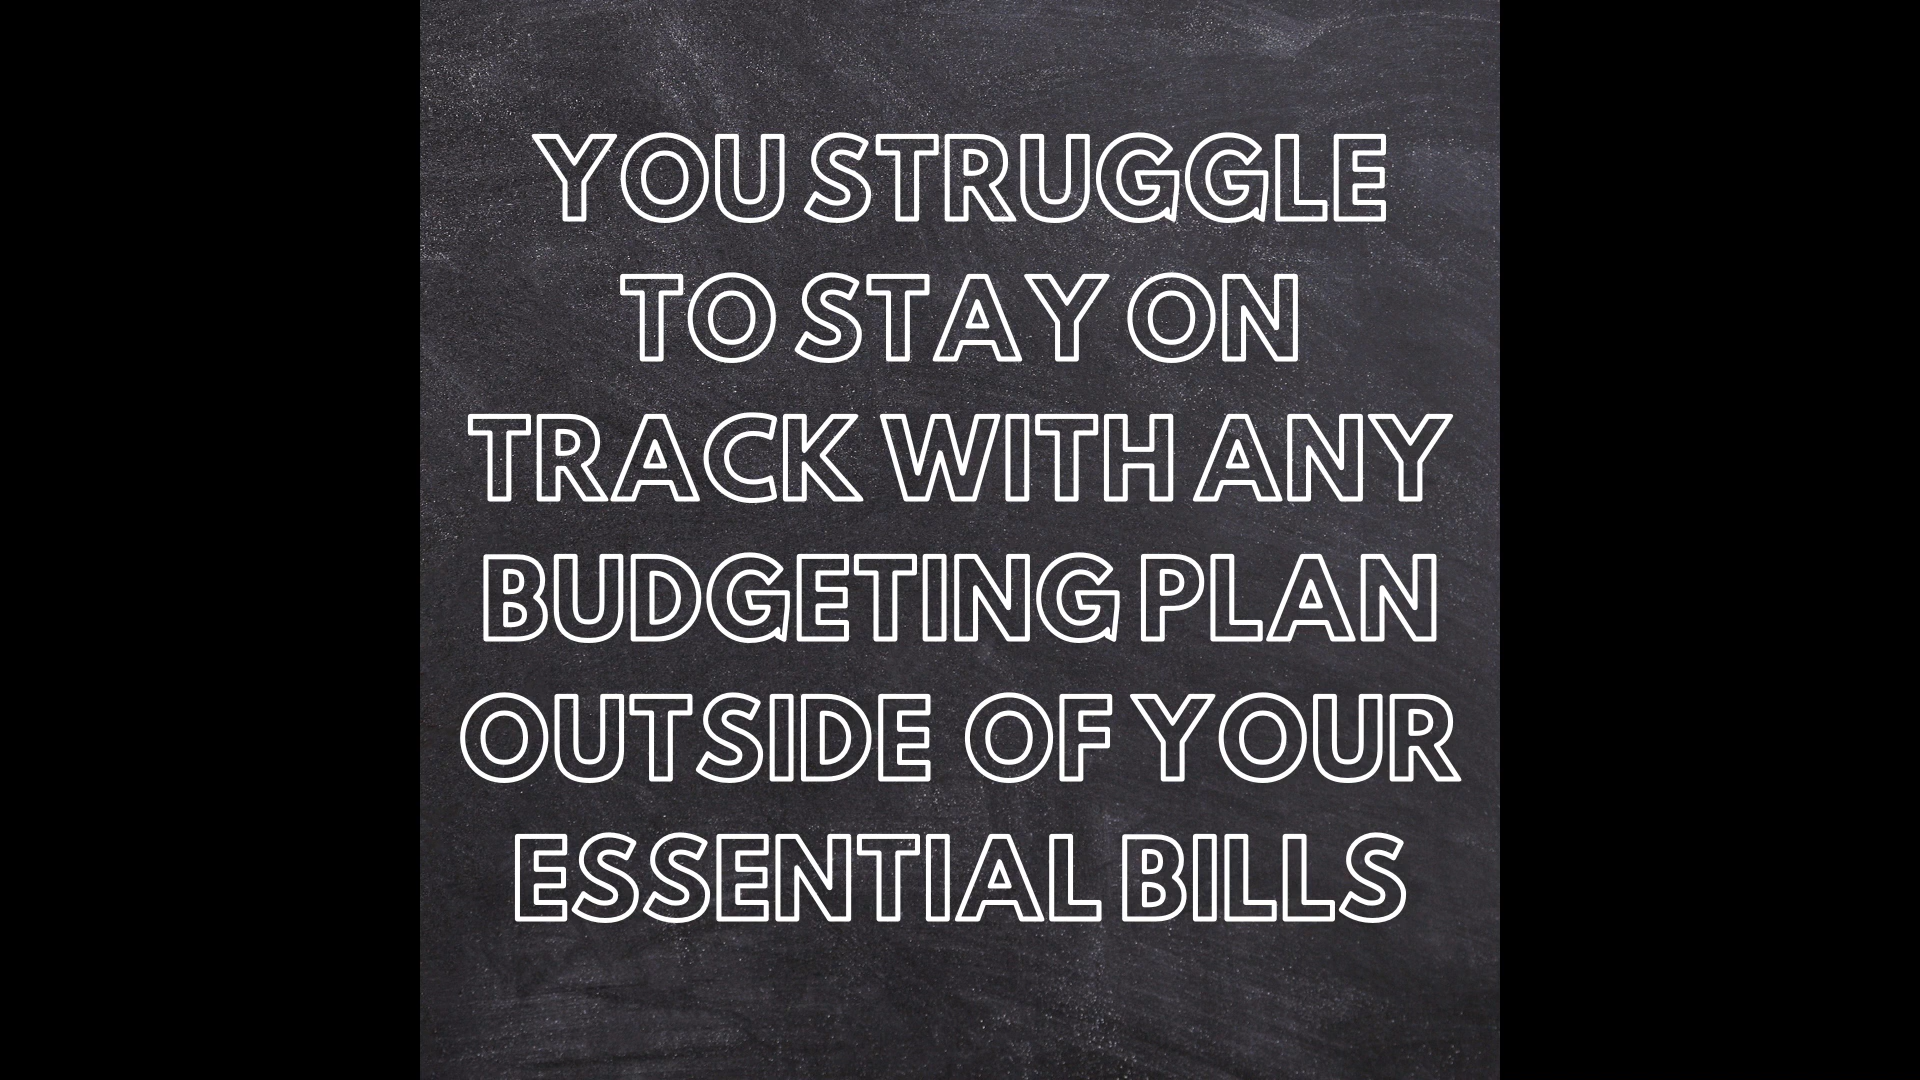 YOU STRUGGLE
TO STAY ON
TRACK WITH ANY
BUDGETING PLAN
OUTSIDE OF YOUR
ESSENTIAL BILLS